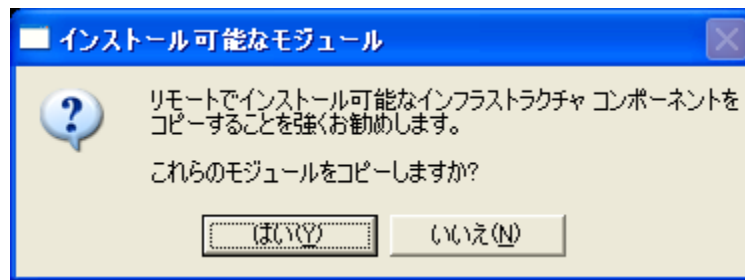 インストール可能なモジュール
リモートでインストール可能なインフラストラクチャ コンポーネントを
コピーすることを強くお勧めします。
これらのモジュールをコピーしますか?
はい(Y)
いいえ(N)